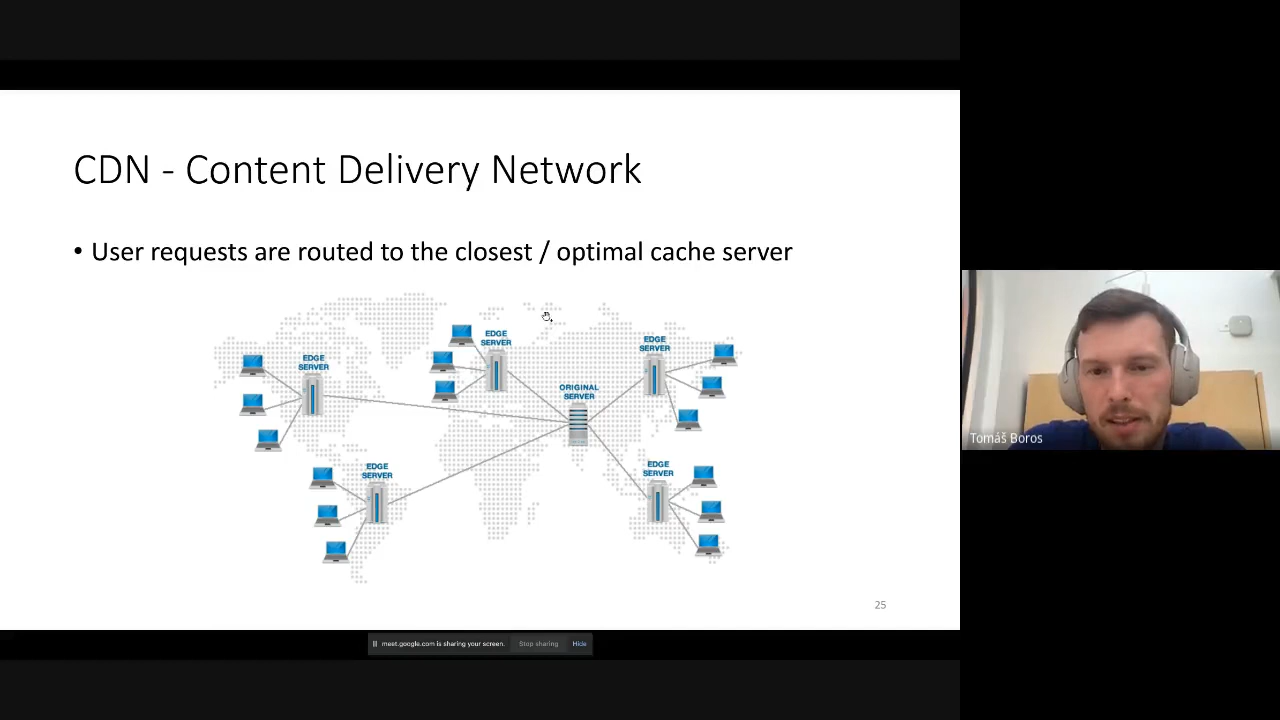 CDN - Content Delivery Network
• User requests are routed to the closest / optimal cache server
EDGE
SERVER
EDGE
SERVER
EDGE
SERVER
ORIGINAL
SERVER
EDGE
SERVER
EDGE
SERVER
Tomáš Boros
25
meet.google.com is sharing your screen.
Stop sharing
Hide